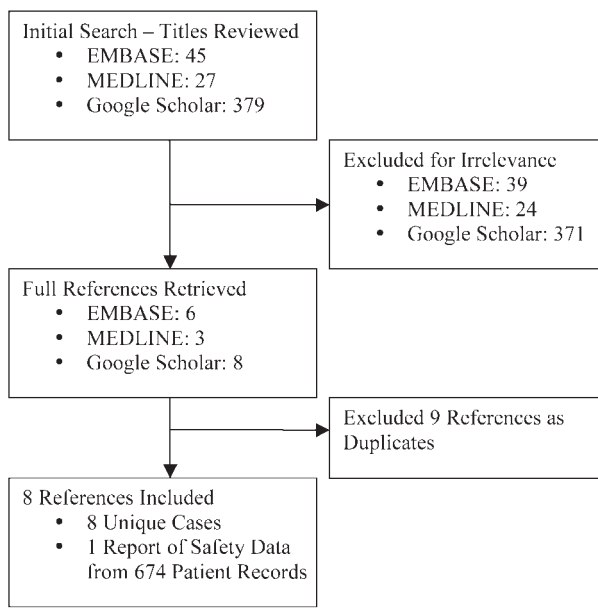 Initial Search – Titles Reviewed
• EMBASE: 45
• MEDLINE: 27
• Google Scholar: 379
Excluded for Irrelevance
• EMBASE: 39
• MEDLINE: 24
• Google Scholar: 371
Full References Retrieved
• EMBASE: 6
• MEDLINE: 3
• Google Scholar: 8
Excluded 9 References as
Duplicates
8 References Included
• 8 Unique Cases
• 1 Report of Safety Data
from 674 Patient Records